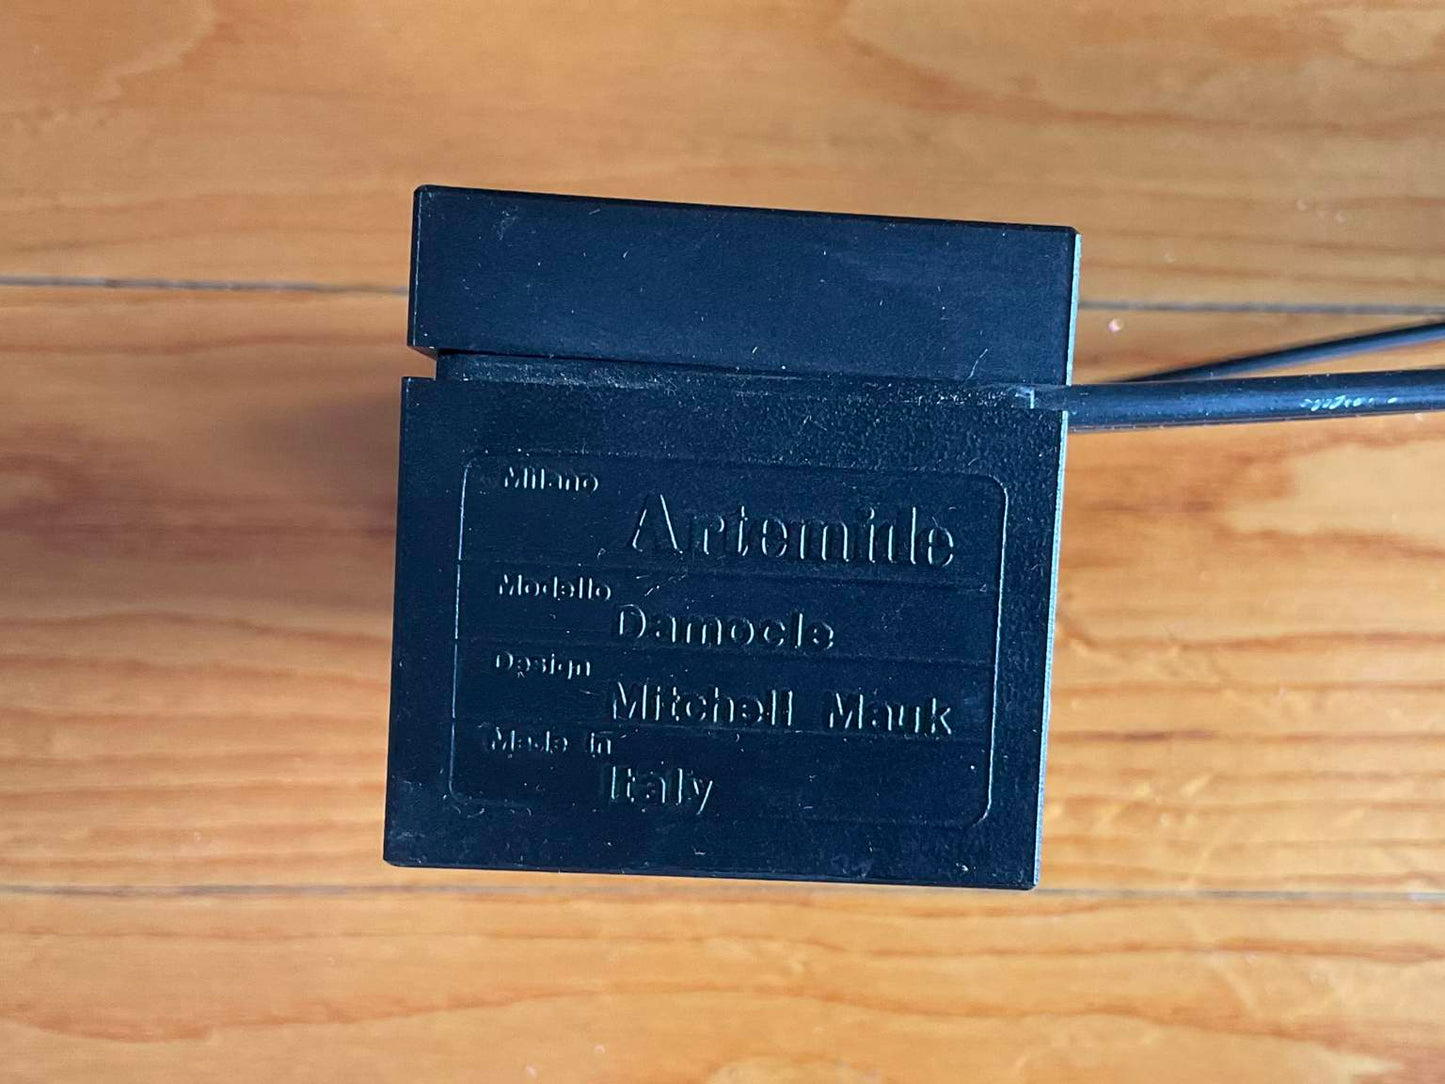 Milano
Artemide
Modello
Damocle
Design
Mitchell Mauk
Made in
Italy